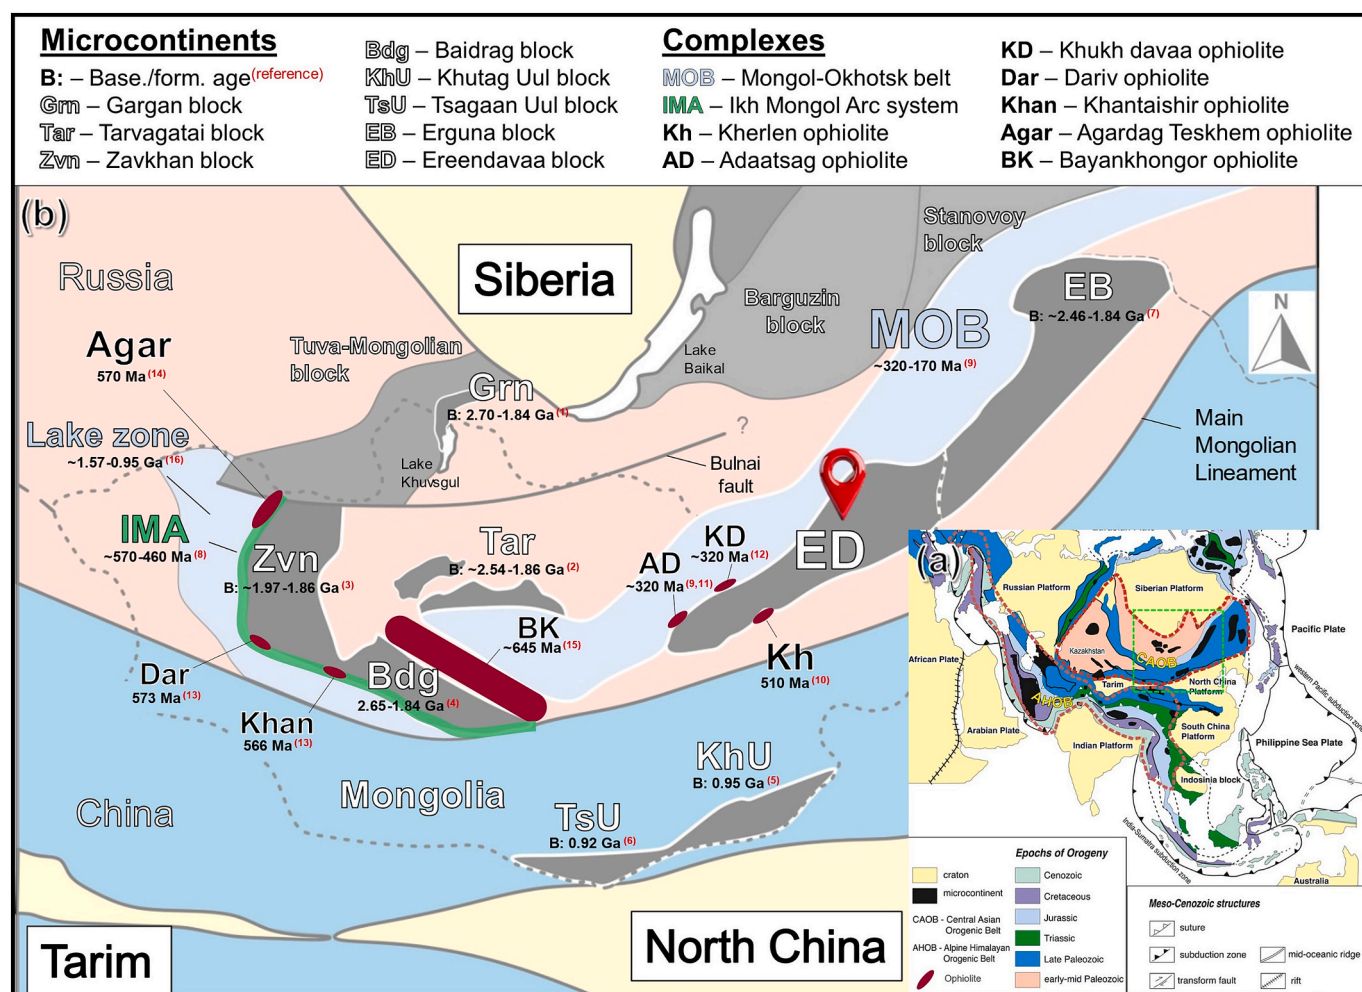 Microcontinents
B: – Base./form. age(reference)
Grn – Gargan block
Tar – Tarvagatai block
Zvn – Zavkhan block
Bdg – Baidrag block
KhU – Khutag Uul block
TsU – Tsagaan Uul block
EB – Erguna block
ED – Ereendavaa block
Complexes
MOB – Mongol-Okhotsk belt
IMA – Ikh Mongol Arc system
Kh – Kherlen ophiolite
AD – Adaatsag ophiolite
KD – Khukh davaa ophiolite
Dar – Dariv ophiolite
Khan – Khantaishir ophiolite
Agar – Agardag Teskhem ophiolite
BK – Bayankhongor ophiolite
(b)
Russia
Siberia
Stanovoy
block
Barguzin
block
EB
B: ~2.46-1.84 Ga (7)
N
MOB
~320-170 Ma (9)
Agar
570 Ma (14)
Tuva-Mongolian
block
Lake
Baikal
Grn
B: 2.70-1.84 Ga (1)
Lake zone
~1.57-0.95 Ga (16)
Lake
Khuvsgul
?
Bulnai
fault
Main
Mongolian
Lineament
IMA
~570-460 Ma (8)
Zvn
B: ~1.97-1.86 Ga (3)
Tar
B: ~2.54-1.86 Ga (2)
KD
~320 Ma (12)
AD
~320 Ma (9,11)
ED
BK
~645 Ma (15)
Kh
510 Ma (10)
Dar
573 Ma (13)
Bdg
2.65-1.84 Ga (4)
Khan
566 Ma (13)
KhU
B: 0.95 Ga (5)
Mongolia
China
TsU
B: 0.92 Ga (6)
Tarim
North China
(a)
Russian Platform
Siberian Platform
Pacific Plate
African Plate
Kazakhstan
CAOB
Tarim
North China
Platform
AHOB
western Pacific subduction zone
Arabian Plate
Indian Platform
South China
Platform
Philippine Sea Plate
Indosinia block
India-Sumatra subduction zone
Australia
craton
microcontinent
CAOB - Central Asian
Orogenic Belt
AHOB - Alpine Himalayan
Orogenic Belt
Ophiolite
Epochs of Orogeny
Cenozoic
Cretaceous
Jurassic
Triassic
Late Paleozoic
early-mid Paleozoic
Meso-Cenozoic structures
suture
subduction zone
mid-oceanic ridge
transform fault
rift